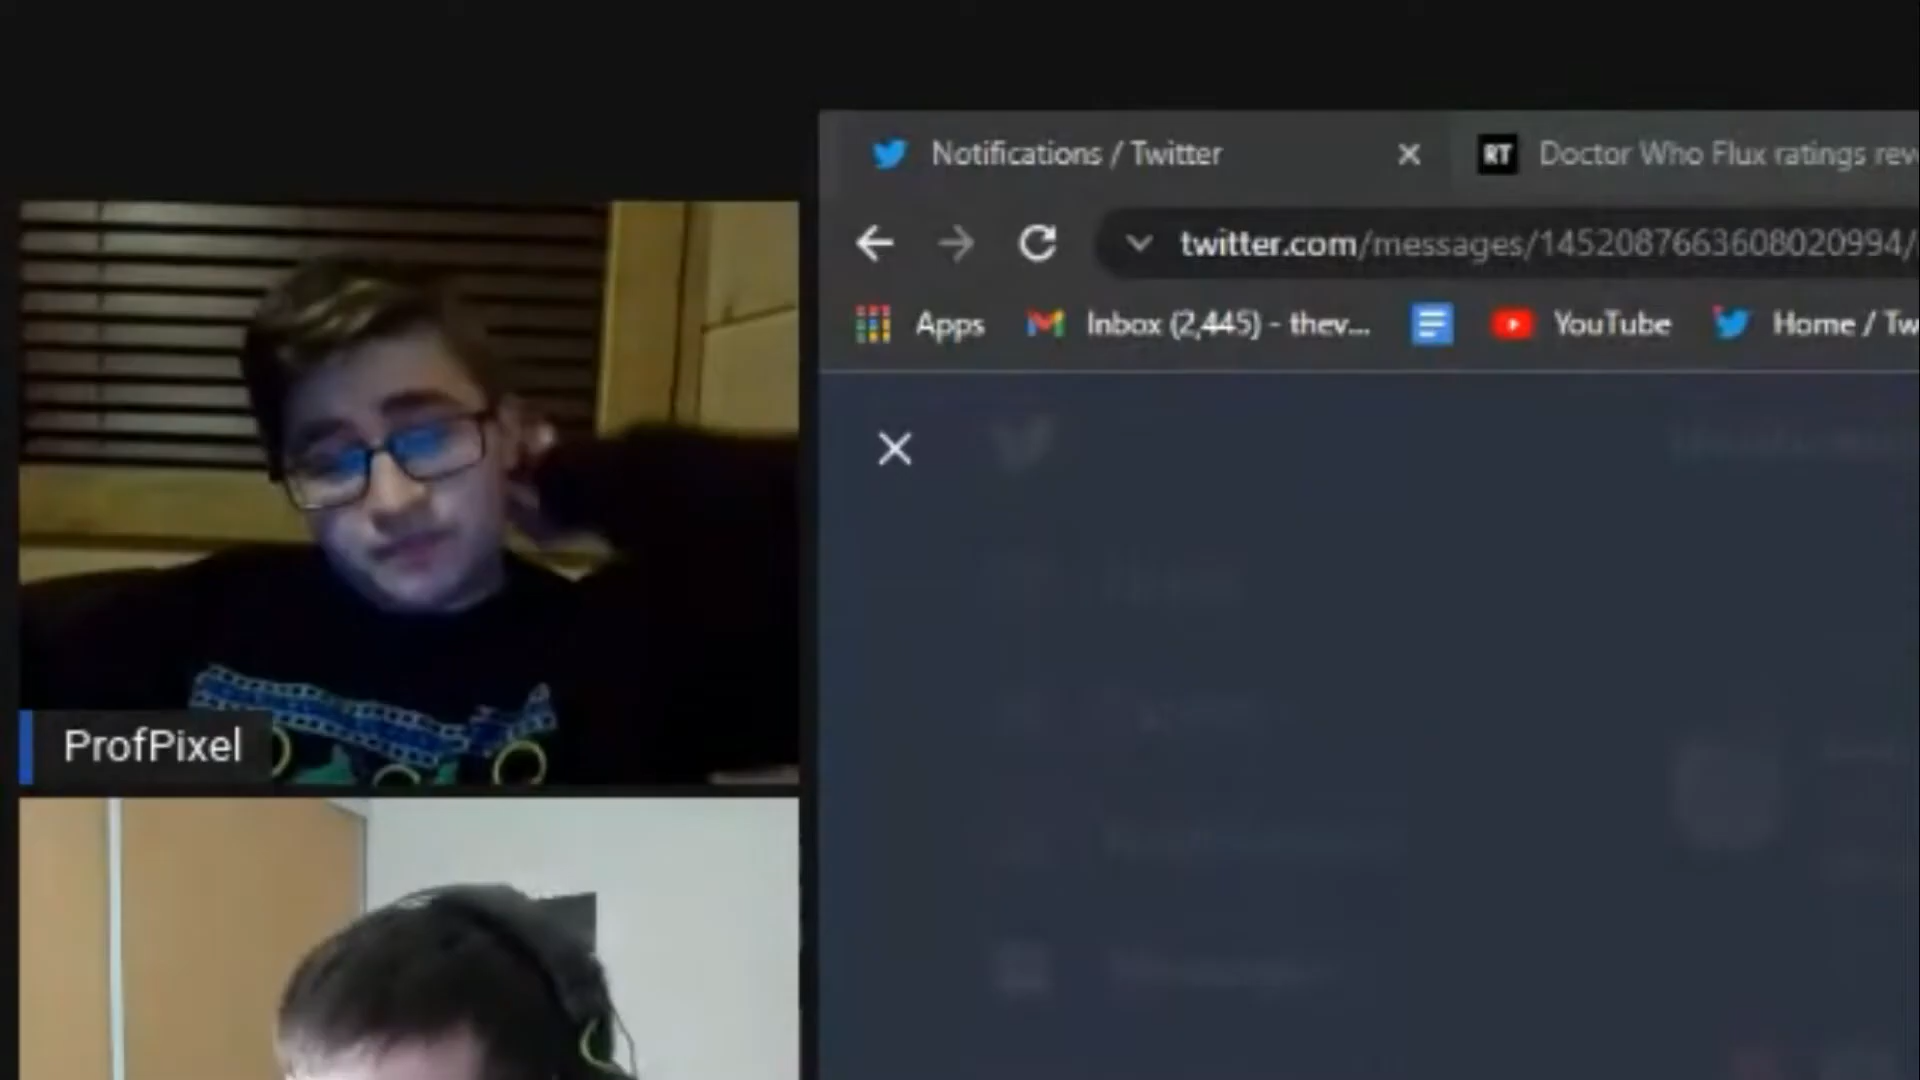 Notifications / Twitter
RT Doctor Who Flux ratings rev
twitter.com/messages/1452087663608020994/
Apps
Inbox (2,445) - thev...
YouTube
Home / Tw
ProfPixel